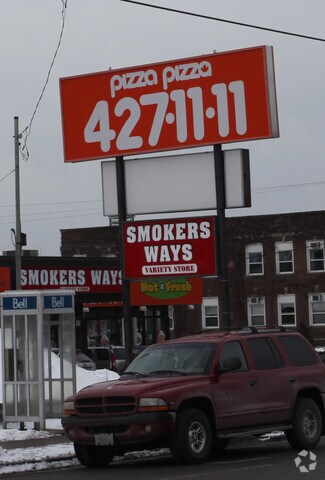 pizza pizza
427·11·11
SMOKERS
WAYS
VARIETY STORE
SMOKERS WAYS
Hot & Fresh
Bell
Bell